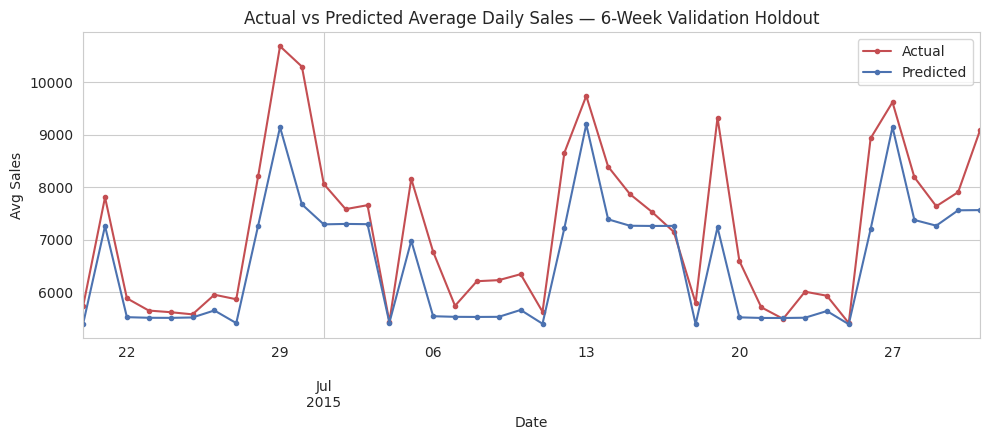 Actual vs Predicted Average Daily Sales — 6-Week Validation Holdout
Actual
Predicted
Avg Sales
10000
9000
8000
7000
6000
22
29
06
13
20
27
Jul
2015
Date